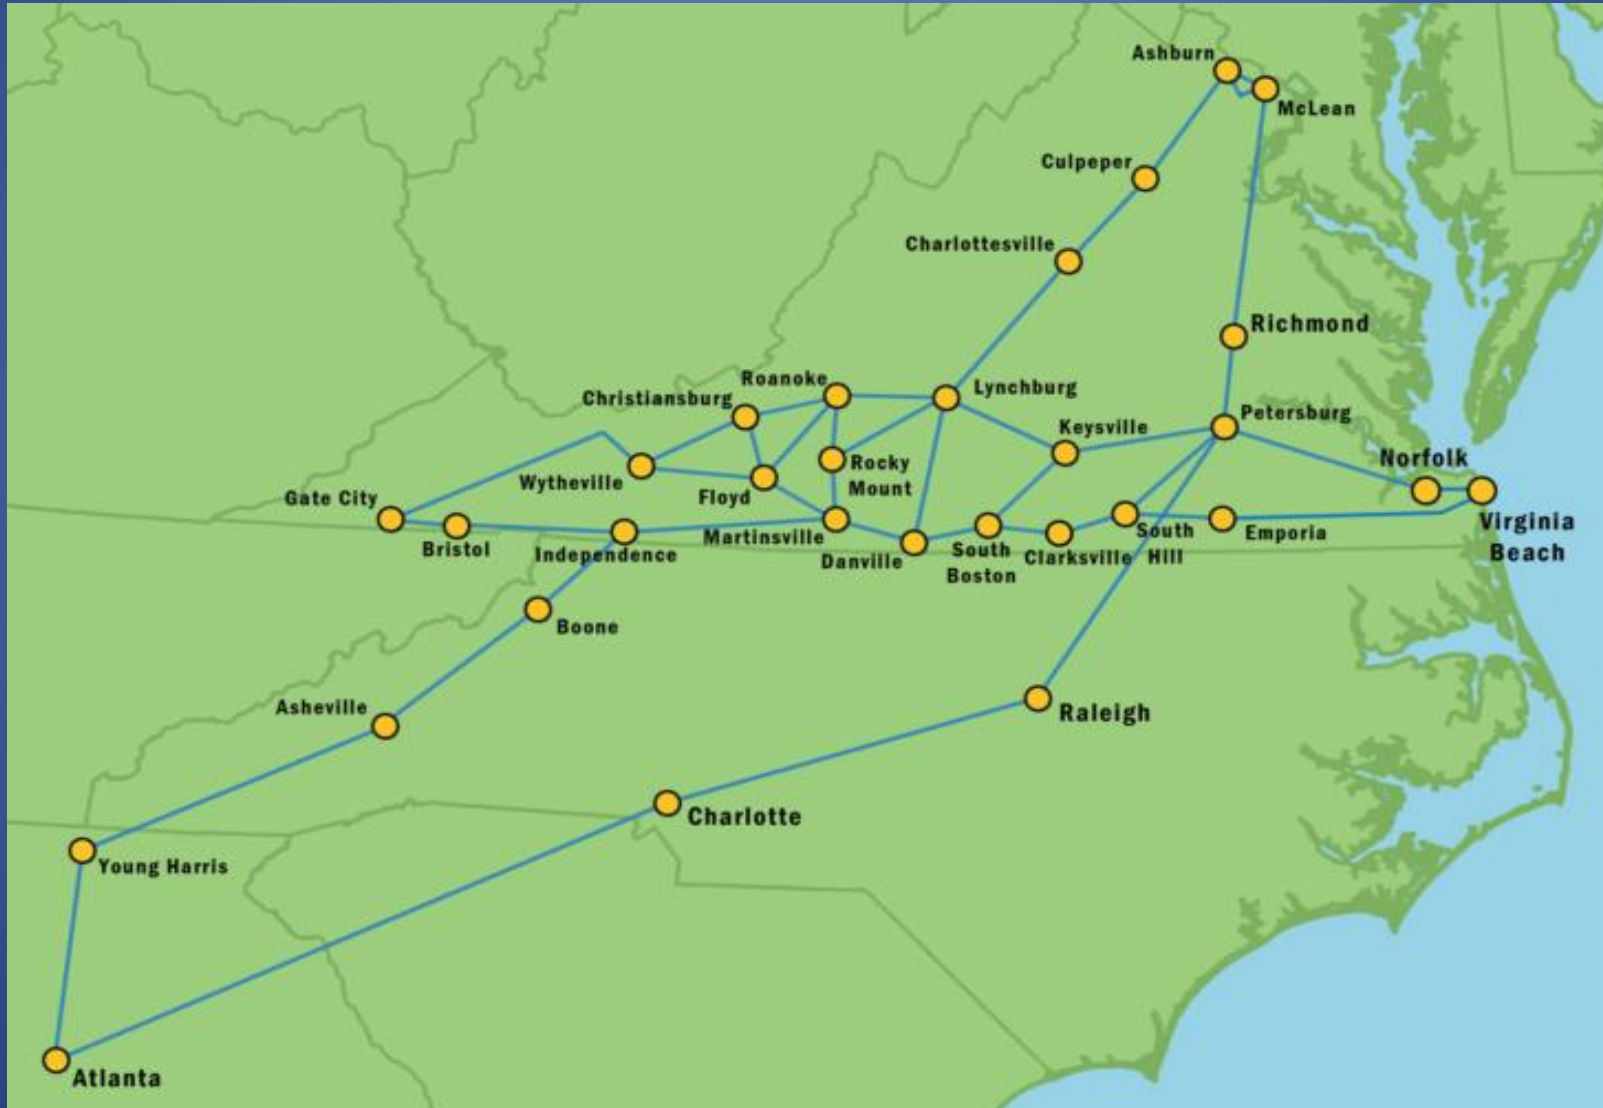 Ashburn
McLean
Culpeper
Charlottesville
Richmond
Roanoke
Lynchburg
Christiansburg
Petersburg
Keysville
Norfolk
Rocky
Mount
Wytheville
Floyd
Gate City
Virginia
Beach
Bristol
Independence
Martinsville
Danville
South
Boston
Clarksville
South
Hill
Emporia
Boone
Asheville
Raleigh
Charlotte
Young Harris
Atlanta